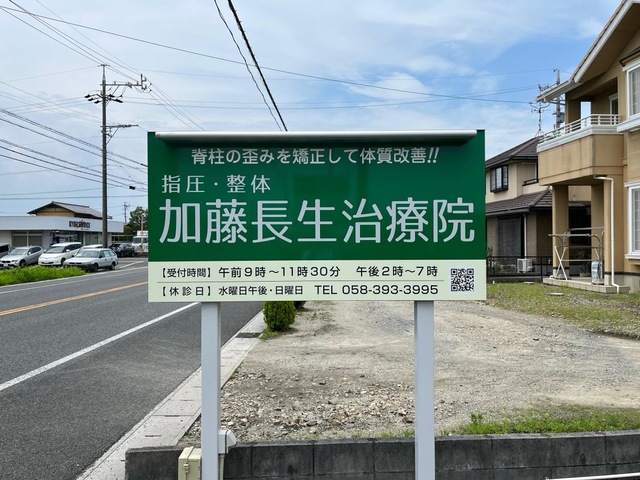 脊柱の歪みを矯正して体質改善!!
指圧・整体
加藤長生治療院
【受付時間】午前9時〜11時30分 午後2時〜7時
【休診日】水曜日午後・日曜日 TEL 058-393-3995